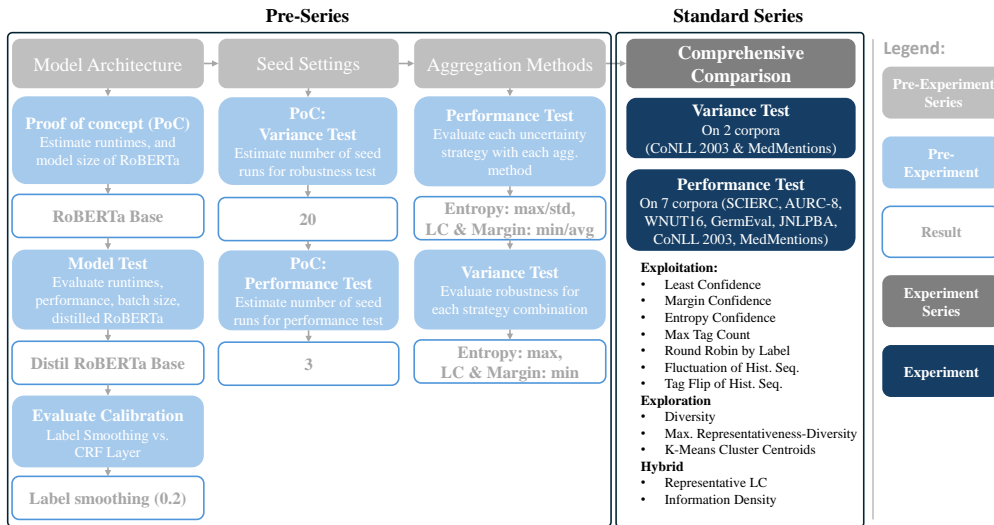 Pre-Series
Standard Series
Model Architecture
Seed Settings
Aggregation Methods
Comprehensive
Comparison
Legend:
Proof of concept (PoC)
Estimate runtimes, and
model size of RoBERTa
RoBERTa Base
Model Test
Evaluate runtimes,
performance, batch size,
distilled RoBERTa
Distil RoBERTa Base
Evaluate Calibration
Label Smoothing vs.
CRF Layer
Label smoothing (0.2)
PoC:
Variance Test
Estimate number of seed
runs for robustness test
20
PoC:
Performance Test
Estimate number of seed
runs for performance test
3
Performance Test
Evaluate each uncertainty
strategy with each agg.
method
Entropy: max/std,
LC & Margin: min/avg
Variance Test
Evaluate robustness for
each strategy combination
Entropy: max,
LC & Margin: min
Variance Test
On 2 corpora
(CoNLL 2003 & MedMentions)
Performance Test
On 7 corpora (SCIERC, AURC-8,
WNUT16, GermEval, JNLPBA,
CoNLL 2003, MedMentions)
Exploitation:
• Least Confidence
• Margin Confidence
• Entropy Confidence
• Max Tag Count
• Round Robin by Label
• Fluctuation of Hist. Seq.
• Tag Flip of Hist. Seq.
Exploration
• Diversity
• Max. Representativeness-Diversity
• K-Means Cluster Centroids
Hybrid
• Representative LC
• Information Density
Pre-Experiment
Series
Pre-
Experiment
Result
Experiment
Series
Experiment